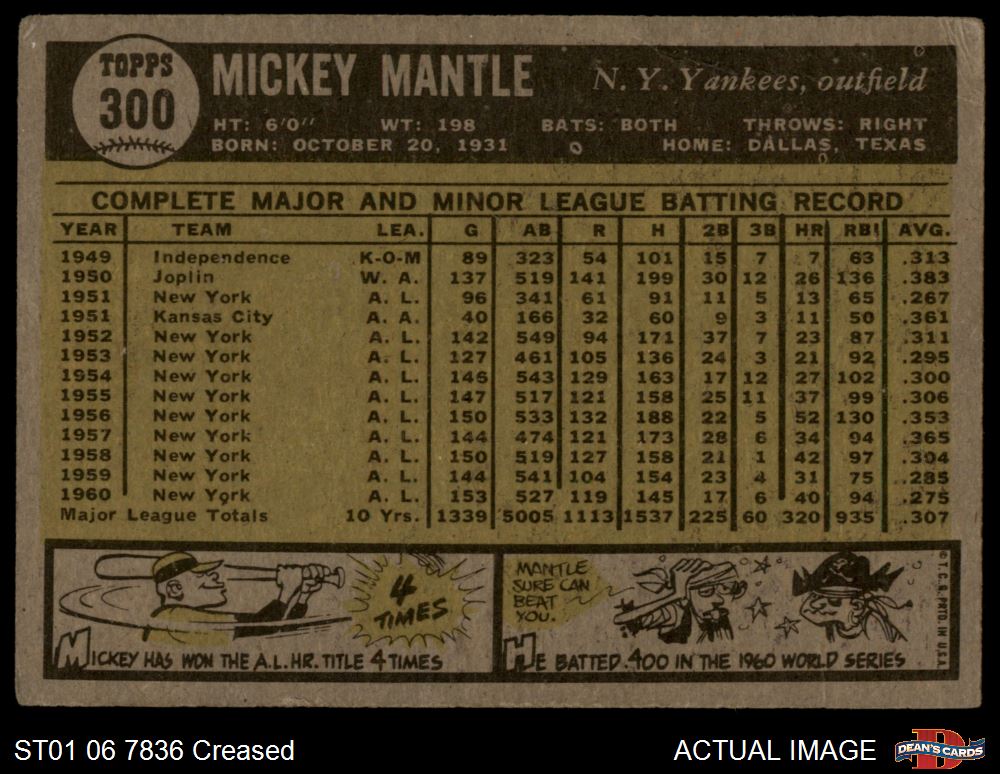 TOPPS
300
MICKEY MANTLE N. Y. Yankees, outfield
HT: 6'0" WT: 198 BATS: BOTH THROWS: RIGHT
BORN: OCTOBER 20, 1931 HOME: DALLAS, TEXAS
COMPLETE MAJOR AND MINOR LEAGUE BATTING RECORD
YEAR TEAM LEA. G AB R H 2B 3B HR RBI AVG.
1949 Independence K-O-M 89 323 54 101 15 7 7 63 .313
1950 Joplin W. A. 137 519 141 199 30 12 26 136 .383
1951 New York A. L. 96 341 61 91 11 5 13 65 .267
1951 Kansas City A. A. 40 166 32 60 9 3 11 50 .361
1952 New York A. L. 142 549 94 171 37 7 23 87 .311
1953 New York A. L. 127 461 105 136 24 3 21 92 .295
1954 New York A. L. 146 543 129 163 17 12 27 102 .300
1955 New York A. L. 147 517 121 158 25 11 37 99 .306
1956 New York A. L. 150 533 132 188 22 5 52 130 .353
1957 New York A. L. 144 474 121 173 28 6 34 94 .365
1958 New York A. L. 150 519 127 158 21 1 42 97 .304
1959 New York A. L. 144 541 104 154 23 4 31 75 .285
1960 New York A. L. 153 527 119 145 17 6 40 94 .275
Major League Totals 10 Yrs. 1339 5005 1113 1537 225 60 320 935 .307
4
TIMES
MICKEY HAS WON THE A.L. HR. TITLE 4 TIMES
MANTLE
SURE CAN
BEAT
YOU.
HE BATTED .400 IN THE 1960 WORLD SERIES
© T.C.G. PRTD. IN U.S.A.
ST01 06 7836 Creased
ACTUAL IMAGE
DEAN'S CARDS